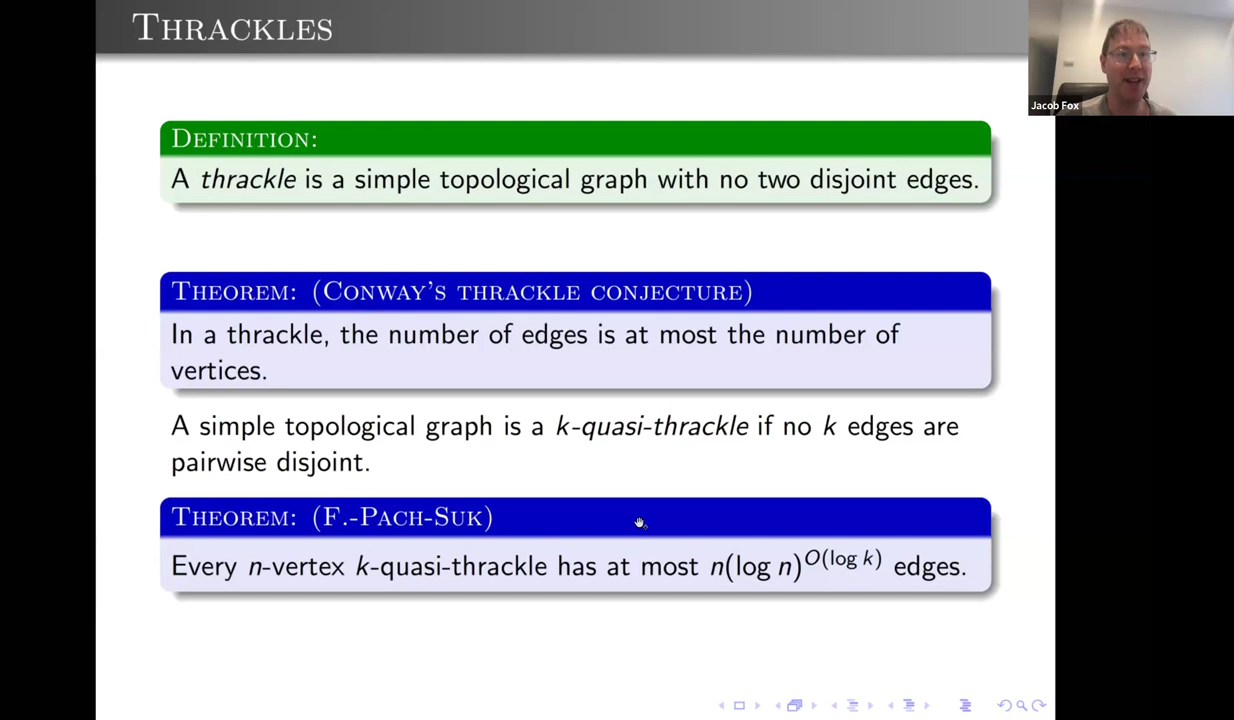 THRACKLES
Jacob Fox
DEFINITION:
A thrackle is a simple topological graph with no two disjoint edges.
THEOREM: (CONWAY'S THRACKLE CONJECTURE)
In a thrackle, the number of edges is at most the number of
vertices.
A simple topological graph is a k-quasi-thrackle if no k edges are
pairwise disjoint.
THEOREM: (F.-PACH-SUK)
Every n-vertex k-quasi-thrackle has at most n(log n)^{O(log k)} edges.